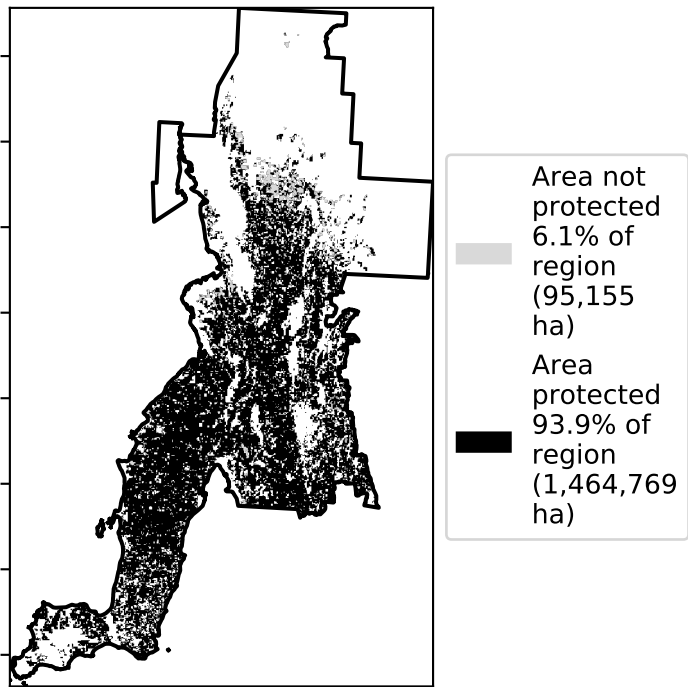 Area not
protected
6.1% of
region
(95,155
ha)
Area
protected
93.9% of
region
(1,464,769
ha)